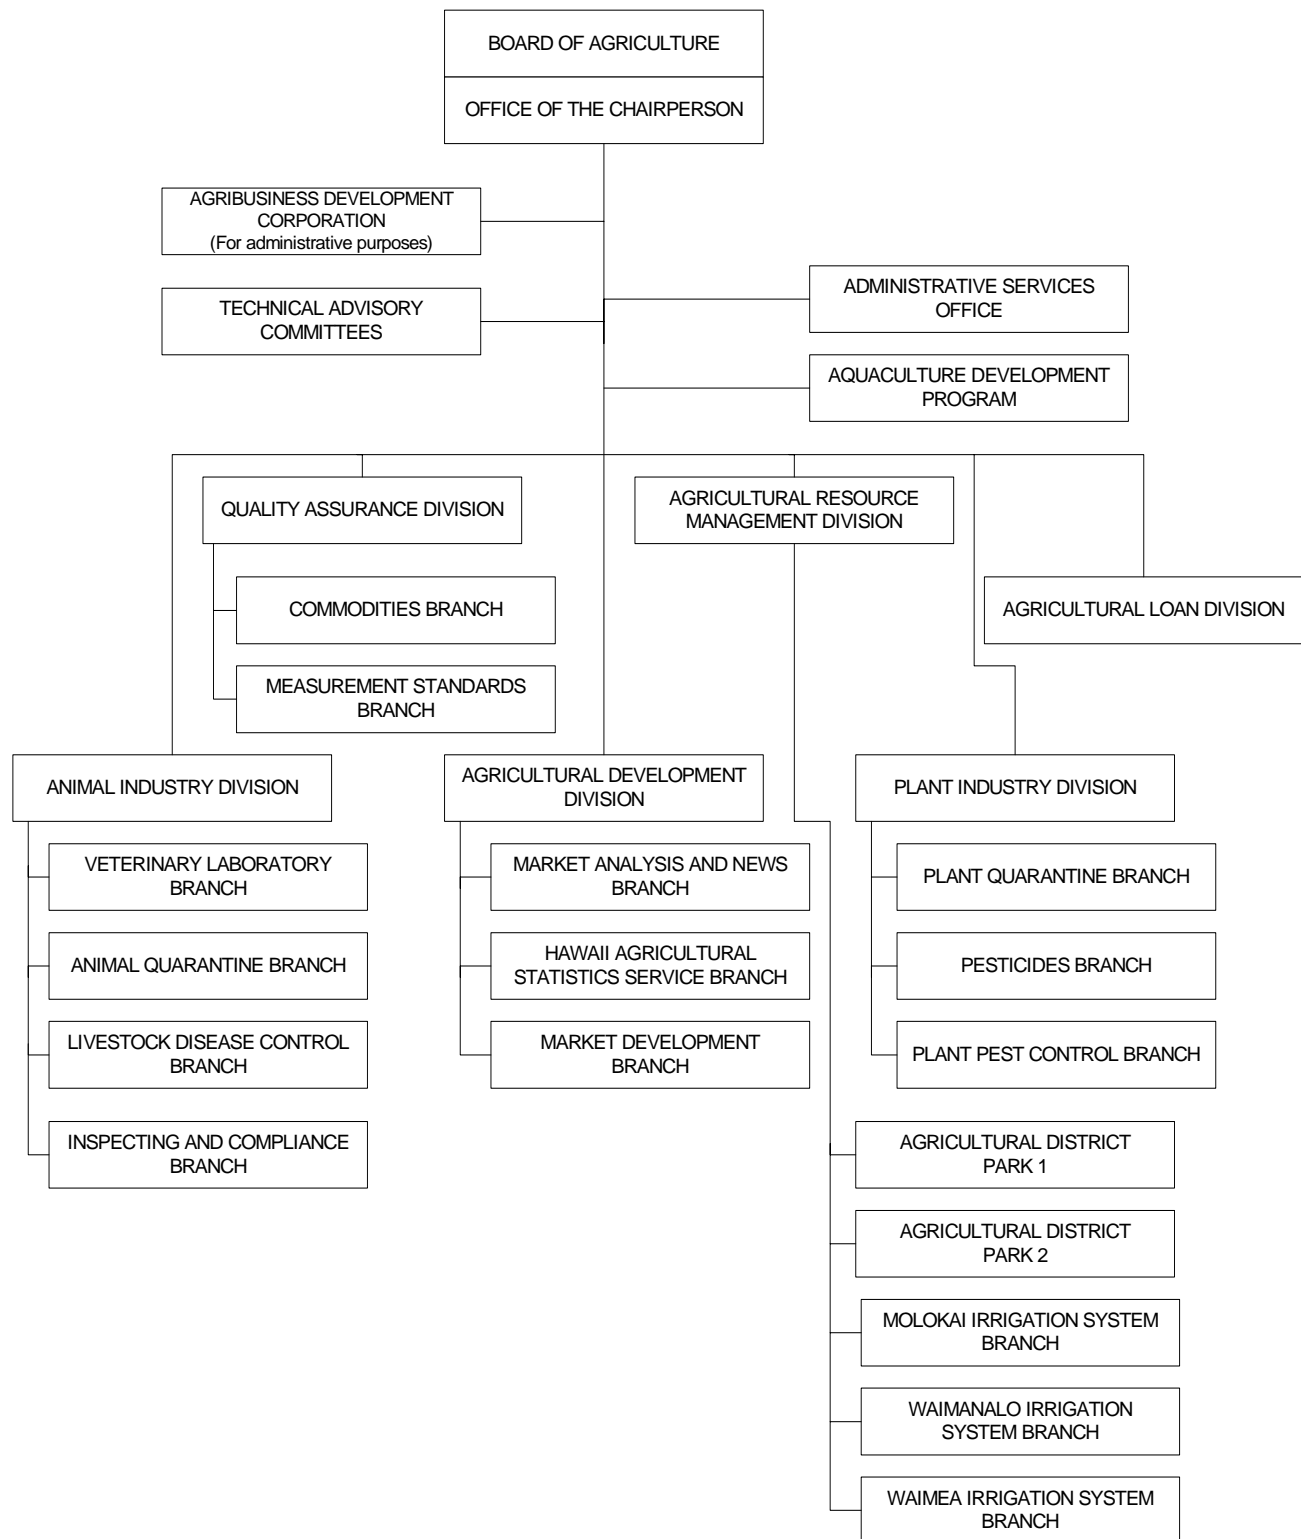 BOARD OF AGRICULTURE
OFFICE OF THE CHAIRPERSON
AGRIBUSINESS DEVELOPMENT
CORPORATION
(For administrative purposes)
ADMINISTRATIVE SERVICES
OFFICE
TECHNICAL ADVISORY
COMMITTEES
AQUACULTURE DEVELOPMENT
PROGRAM
QUALITY ASSURANCE DIVISION
AGRICULTURAL RESOURCE
MANAGEMENT DIVISION
COMMODITIES BRANCH
AGRICULTURAL LOAN DIVISION
MEASUREMENT STANDARDS
BRANCH
ANIMAL INDUSTRY DIVISION
AGRICULTURAL DEVELOPMENT
DIVISION
PLANT INDUSTRY DIVISION
VETERINARY LABORATORY
BRANCH
MARKET ANALYSIS AND NEWS
BRANCH
PLANT QUARANTINE BRANCH
ANIMAL QUARANTINE BRANCH
HAWAII AGRICULTURAL
STATISTICS SERVICE BRANCH
PESTICIDES BRANCH
LIVESTOCK DISEASE CONTROL
BRANCH
MARKET DEVELOPMENT
BRANCH
PLANT PEST CONTROL BRANCH
INSPECTING AND COMPLIANCE
BRANCH
AGRICULTURAL DISTRICT
PARK 1
AGRICULTURAL DISTRICT
PARK 2
MOLOKAI IRRIGATION SYSTEM
BRANCH
WAIMANALO IRRIGATION
SYSTEM BRANCH
WAIMEA IRRIGATION SYSTEM
BRANCH